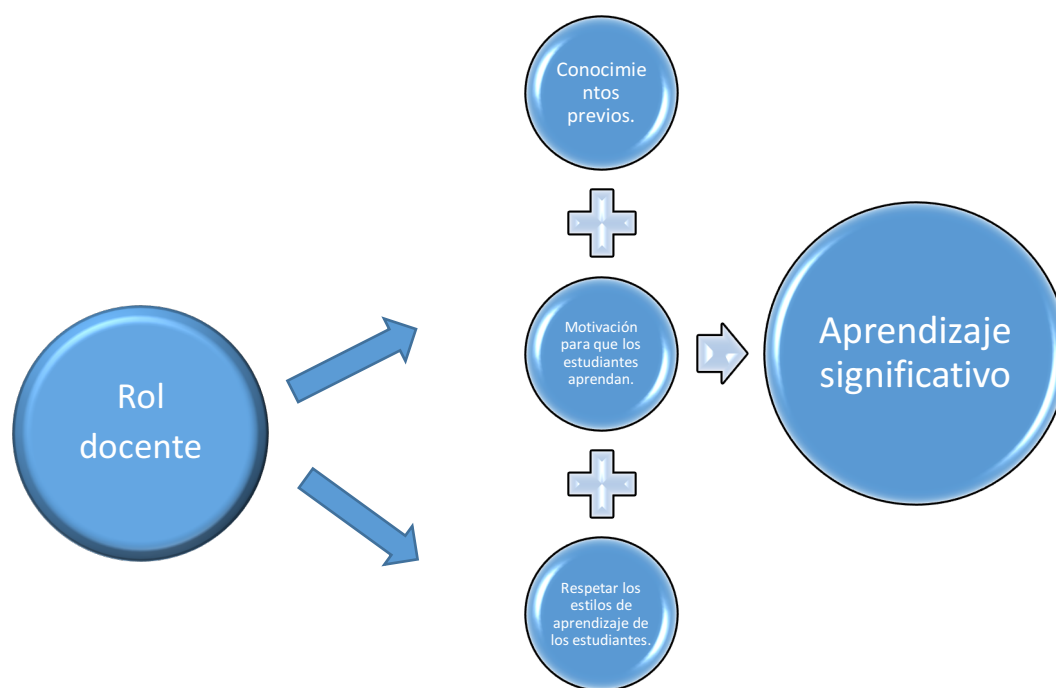 Rol
docente
Conocimie
ntos
previos.
Motivación
para que los
estudiantes
aprendan.
Respetar los
estilos de
aprendizaje de
los estudiantes.
Aprendizaje
significativo